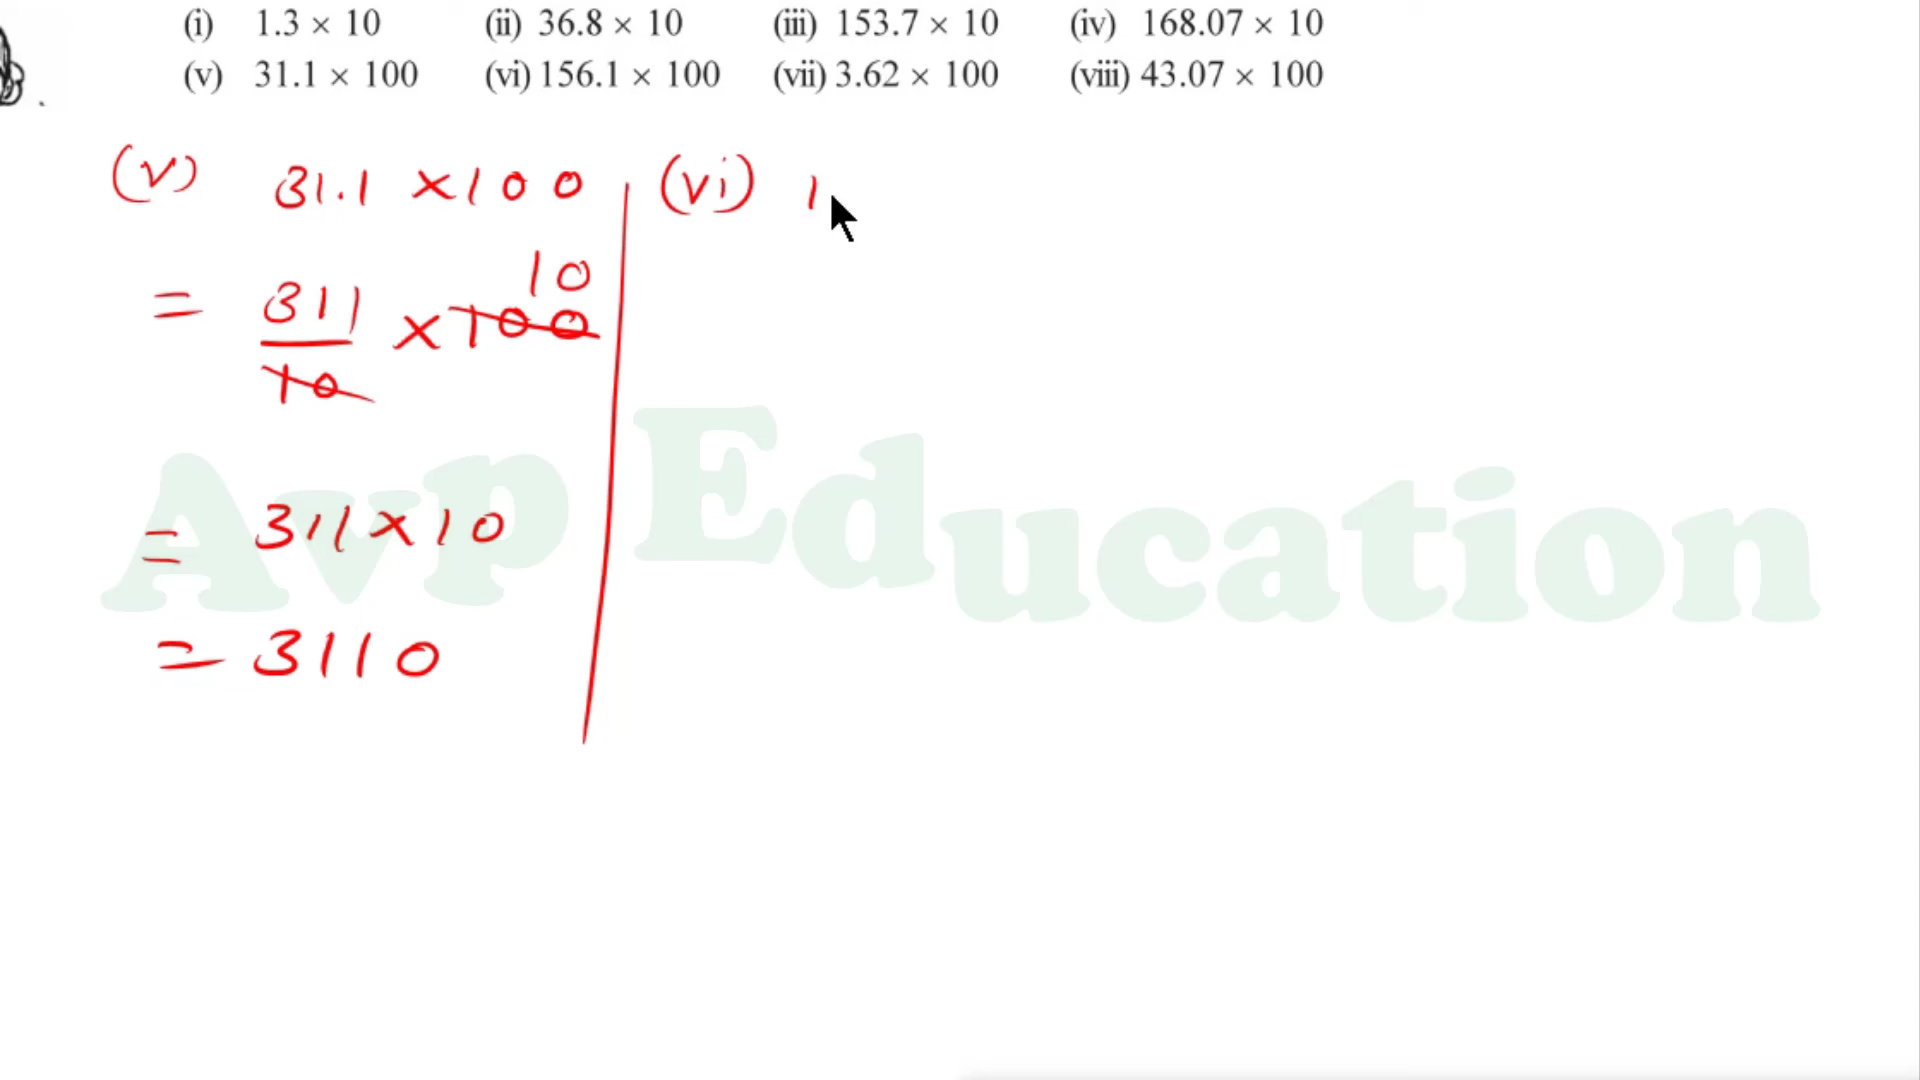 (i) 1.3 × 10 (ii) 36.8 × 10 (iii) 153.7 × 10 (iv) 168.07 × 10
(v) 31.1 × 100 (vi) 156.1 × 100 (vii) 3.62 × 100 (viii) 43.07 × 100
(v) 31.1 × 100
10
= 311 × 100
10
= 311 × 10
= 3110
(vi) 1
Avp Education